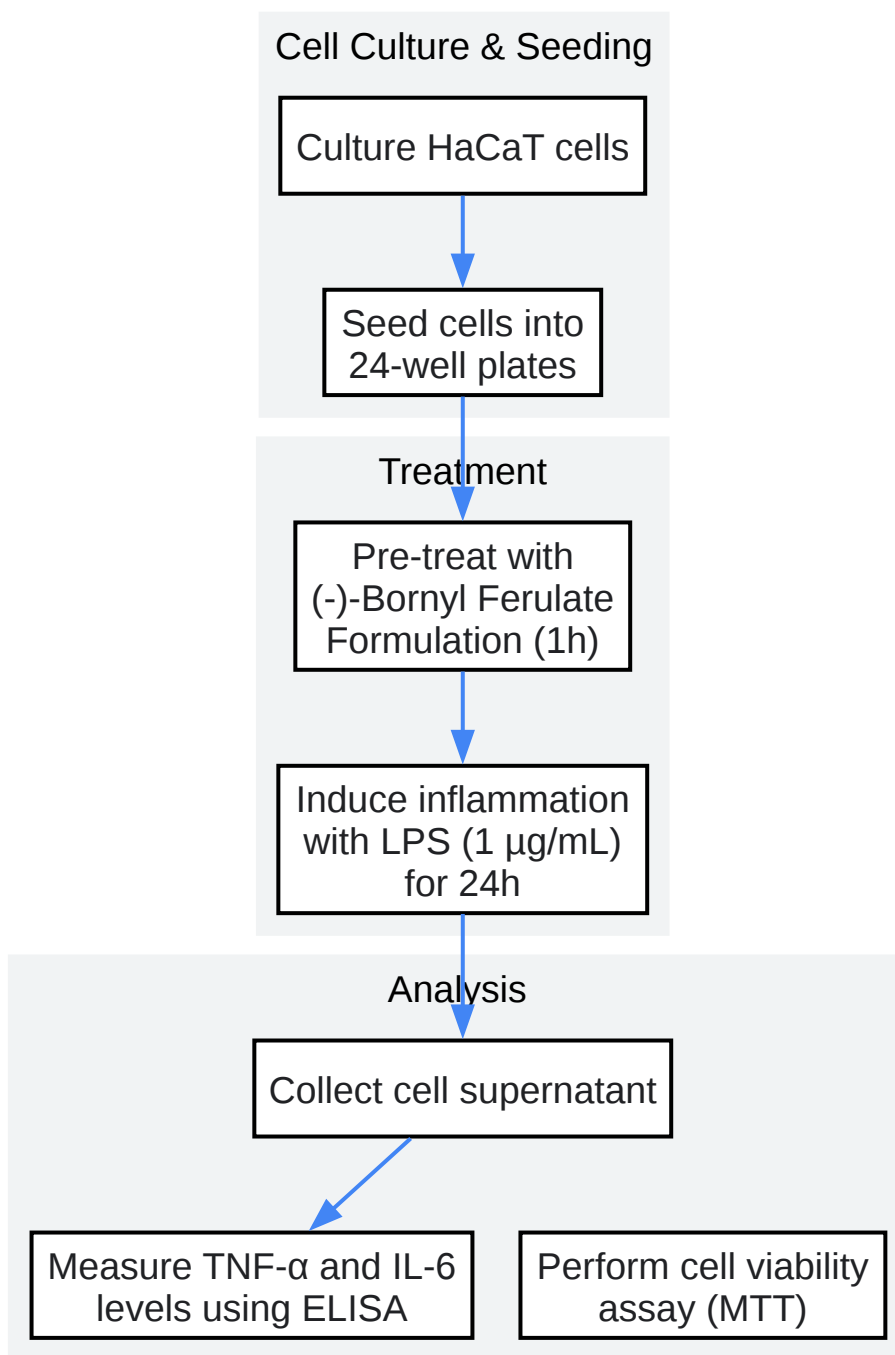 Cell Culture & Seeding
Culture HaCaT cells
Seed cells into
24-well plates
Treatment
Pre-treat with
(-)-Bornyl Ferulate
Formulation (1h)
Induce inflammation
with LPS (1 µg/mL)
for 24h
Analysis
Collect cell supernatant
Measure TNF-α and IL-6
levels using ELISA
Perform cell viability
assay (MTT)